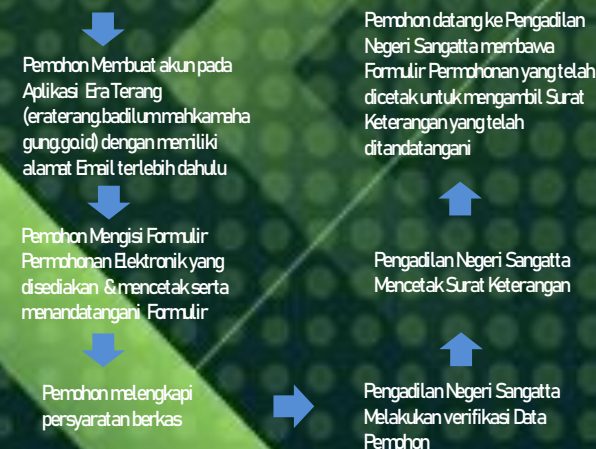 Pemohon Membuat akun pada
Aplikasi Era Terang
(eraterang.badilummahkamaha
gung.go.id) dengan memiliki
alamat Email terlebih dahulu
Pemohon Mengisi Formulir
Permohonan Elektronik yang
disediakan & mencetak serta
menandatangani Formulir
Pemohon melengkapi
persyaratan berkas
Pengadilan Negeri Sangatta
Melakukan verifikasi Data
Pemohon
Pengadilan Negeri Sangatta
Mencetak Surat Keterangan
Pemohon datang ke Pengadilan
Negeri Sangatta membawa
Formulir Permohonan yang telah
dicetak untuk mengambil Surat
Keterangan yang telah
ditandatangani